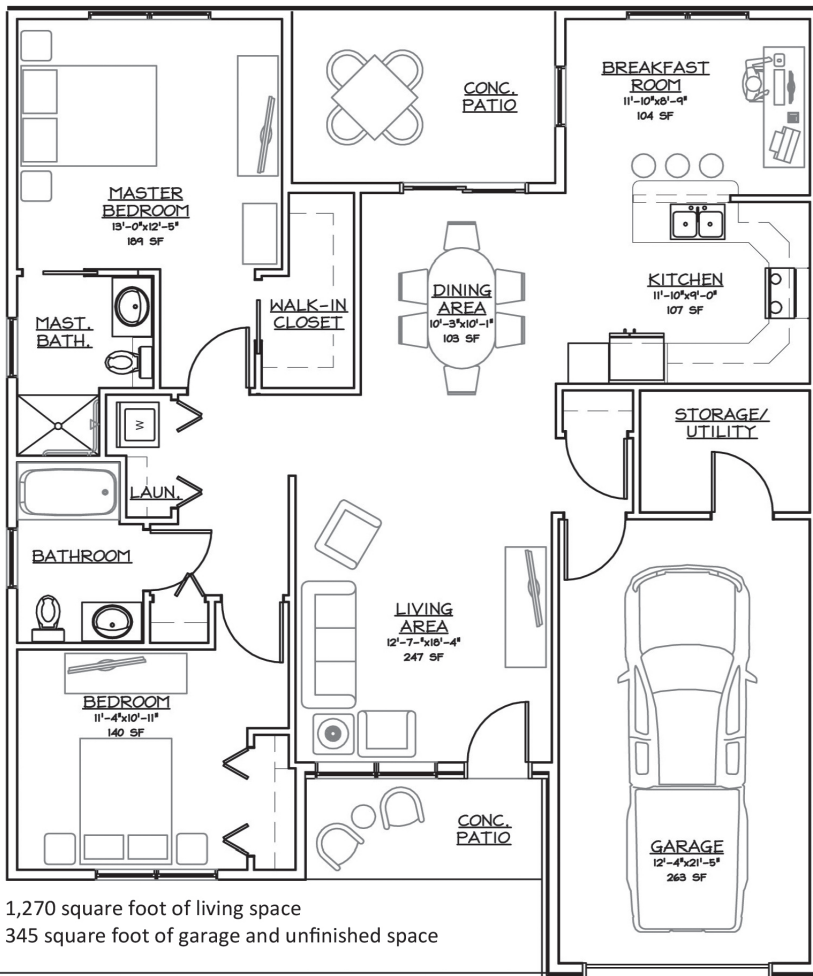 MASTER
BEDROOM
13'-0"x12'-5"
189 SF
CONC.
PATIO
BREAKFAST
ROOM
11'-10"x8'-9"
104 SF
MAST.
BATH.
WALK-IN
CLOSET
DINING
AREA
10'-3"x10'-1"
103 SF
KITCHEN
11'-10"x9'-0"
107 SF
W
LAUN.
STORAGE/
UTILITY
BATHROOM
LIVING
AREA
12'-7-"x18'-4"
247 SF
BEDROOM
11'-4"x10'-11"
140 SF
CONC.
PATIO
GARAGE
12'-4"x21'-5"
263 SF
1,270 square foot of living space
345 square foot of garage and unfinished space